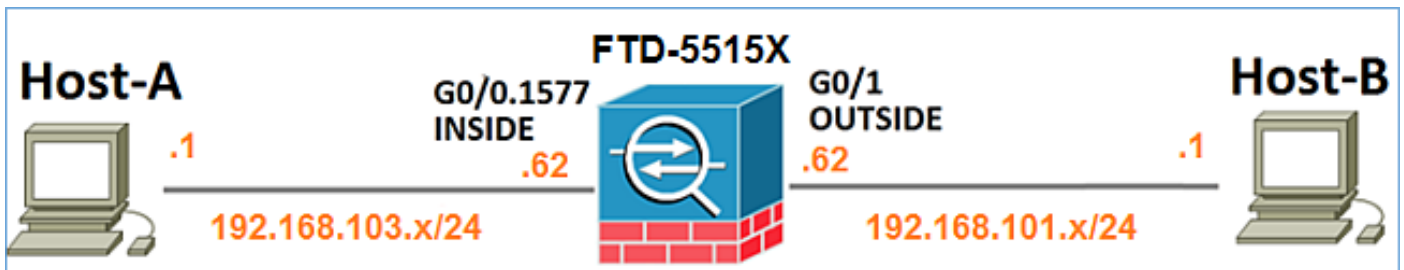 FTD-5515X
Host-A
G0/0.1577
INSIDE
G0/1
OUTSIDE
Host-B
.1
.62
.62
.1
192.168.103.x/24
192.168.101.x/24